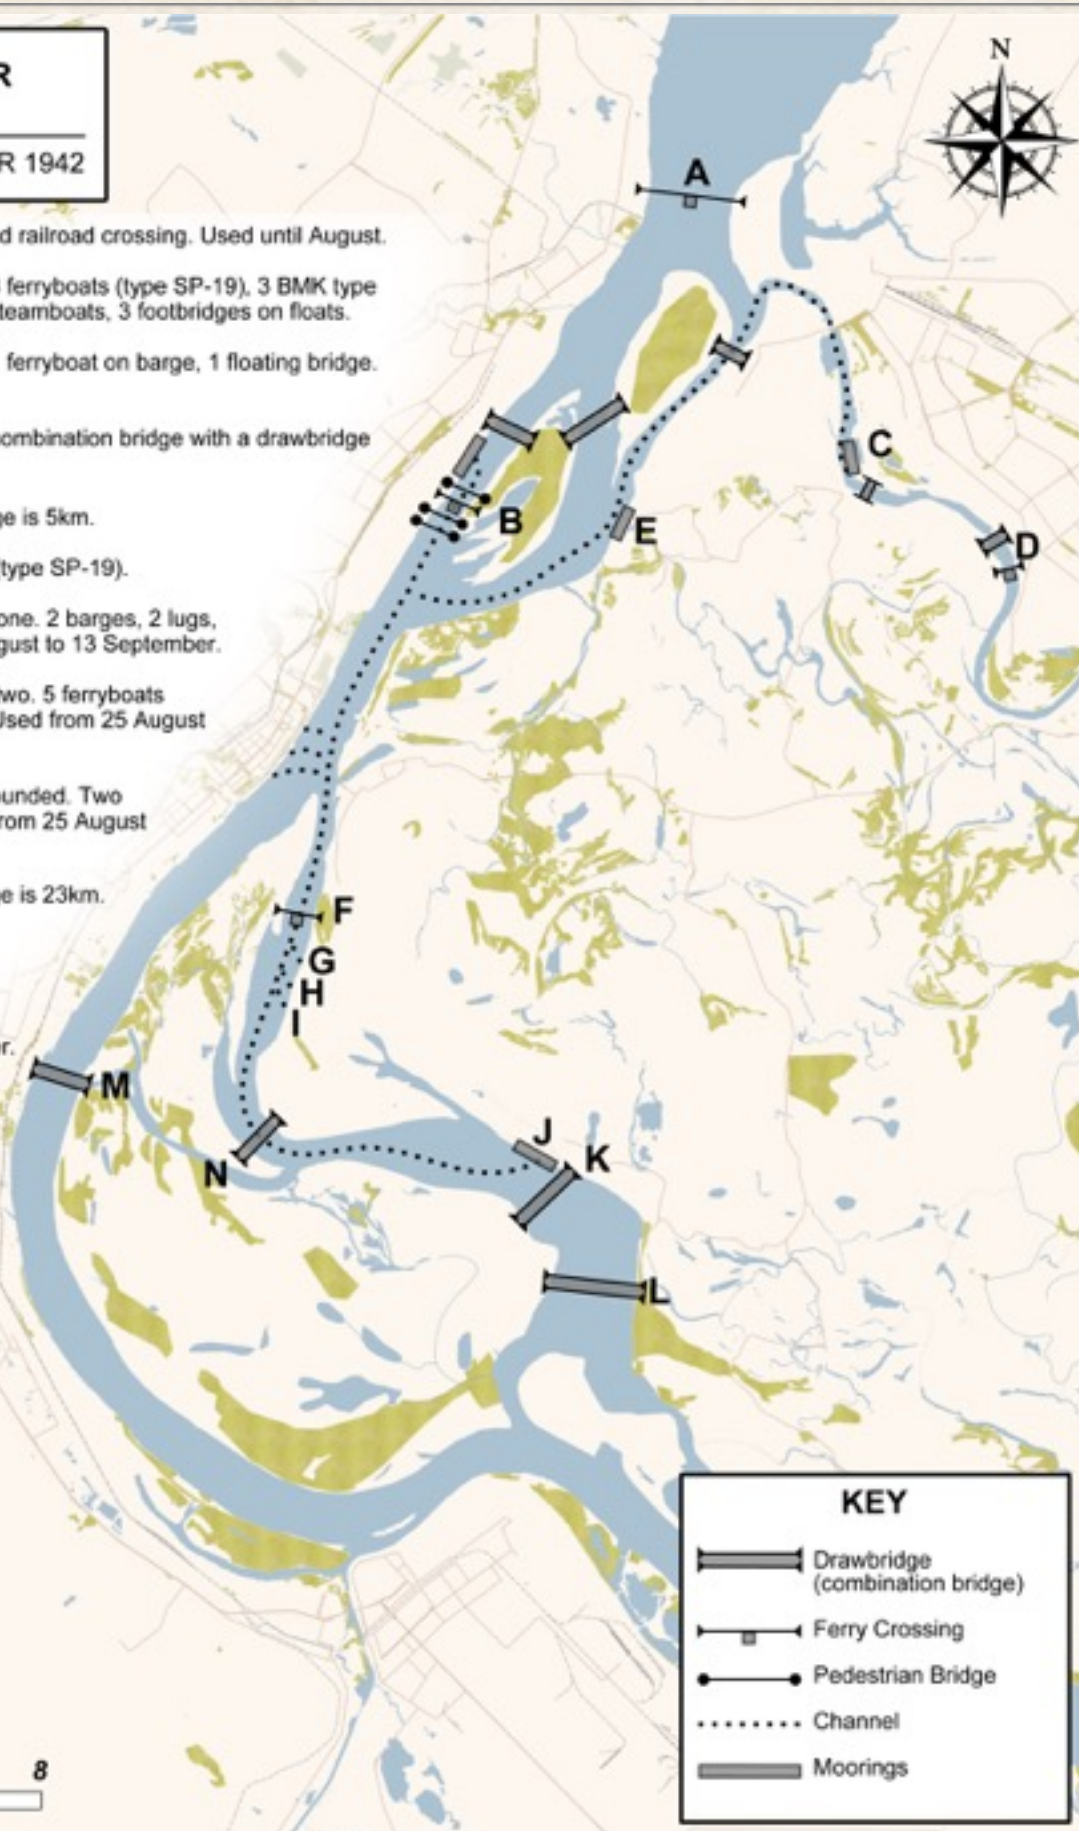 R
R 1942
d railroad crossing. Used until August.
ferryboats (type SP-19), 3 BMK type
teamboats, 3 footbridges on floats.
ferryboat on barge, 1 floating bridge.
ombination bridge with a drawbridge
ge is 5km.
type SP-19).
one. 2 barges, 2 lugs,
gust to 13 September.
wo. 5 ferryboats
Used from 25 August
ounded. Two
rom 25 August
ge is 23km.
r.
N
A
B
C
D
E
F
G
H
I
J
K
L
M
N
8
KEY
Drawbridge
(combination bridge)
Ferry Crossing
Pedestrian Bridge
Channel
Moorings